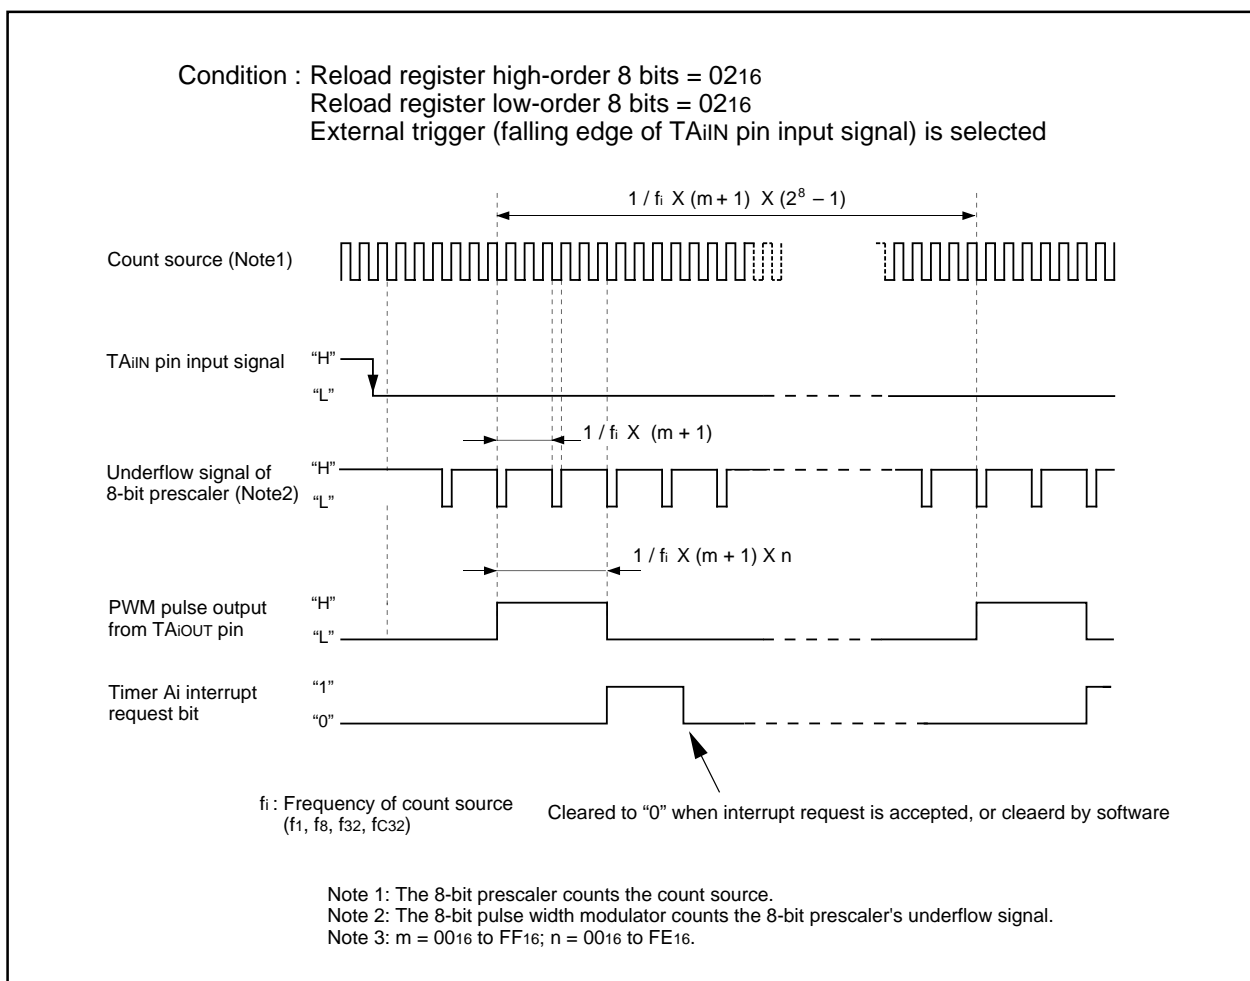 Condition : Reload register high-order 8 bits = 0216
Reload register low-order 8 bits = 0216
External trigger (falling edge of TAiIN pin input signal) is selected
1 / fi X (m + 1) X (2⁸ – 1)
Count source (Note1)
TAiIN pin input signal
“H”
“L”
1 / fi X (m + 1)
Underflow signal of
8-bit prescaler (Note2)
“H”
“L”
1 / fi X (m + 1) X n
PWM pulse output
from TAiOUT pin
“H”
“L”
Timer Ai interrupt
request bit
“1”
“0”
fi : Frequency of count source
(f1, f8, f32, fC32)
Cleared to “0” when interrupt request is accepted, or cleaerd by software
Note 1: The 8-bit prescaler counts the count source.
Note 2: The 8-bit pulse width modulator counts the 8-bit prescaler's underflow signal.
Note 3: m = 0016 to FF16; n = 0016 to FE16.